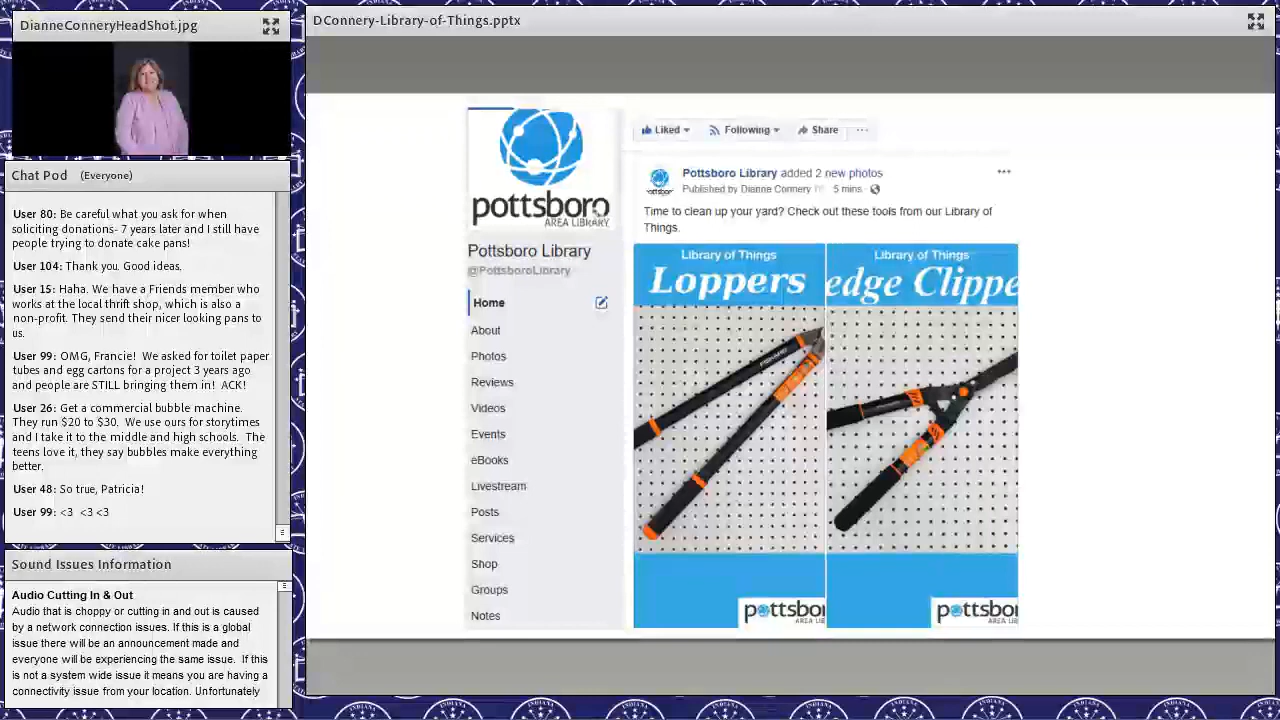 DianneConneryHeadShot.jpg
Chat Pod (Everyone)
User 80: Be careful what you ask for when
soliciting donations- 7 years later and I still have
people trying to donate cake pans!
User 104: Thank you. Good ideas.
User 15: Haha. We have a Friends member who
works at the local thrift shop, which is also a
non-profit. They send their nicer looking pans to
us.
User 99: OMG, Francie! We asked for toilet paper
tubes and egg cartons for a project 3 years ago
and people are STILL bringing them in! ACK!
User 26: Get a commercial bubble machine.
They run $20 to $30. We use ours for storytimes
and I take it to the middle and high schools. The
teens love it, they say bubbles make everything
better.
User 48: So true, Patricia!
User 99: <3 <3 <3
Sound Issues Information
Audio Cutting In & Out
Audio that is choppy or cutting in and out is caused
by a network connection issues. If this is a global
issue there will be an announcement made and
everyone will be experiencing the same issue. If this
is not a system wide issue it means you are having a
connectivity issue from your location. Unfortunately
DConnery-Library-of-Things.pptx
pottsboro
AREA LIBRARY
Pottsboro Library
@PottsboroLibrary
Home
About
Photos
Reviews
Videos
Events
eBooks
Livestream
Posts
Services
Shop
Groups
Notes
Liked Following Share ...
Pottsboro Library added 2 new photos
Published by Dianne Connery 5 mins
Time to clean up your yard? Check out these tools from our Library of
Things.
Library of Things
Loppers
Library of Things
edge Clippe
pottsbor
AREA LIB
pottsbor
AREA LIB